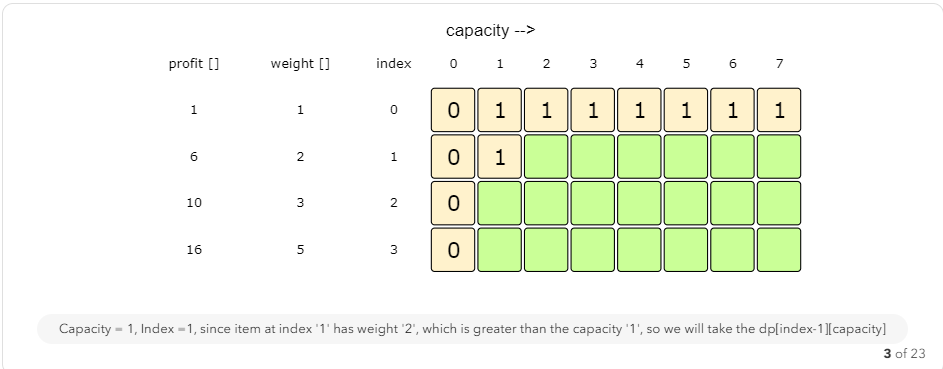 capacity -->
profit [] weight [] index 0 1 2 3 4 5 6 7
1 1 0 0 1 1 1 1 1 1 1
6 2 1 0 1
10 3 2 0
16 5 3 0
Capacity = 1, Index =1, since item at index '1' has weight '2', which is greater than the capacity '1', so we will take the dp[index-1][capacity]
3 of 23